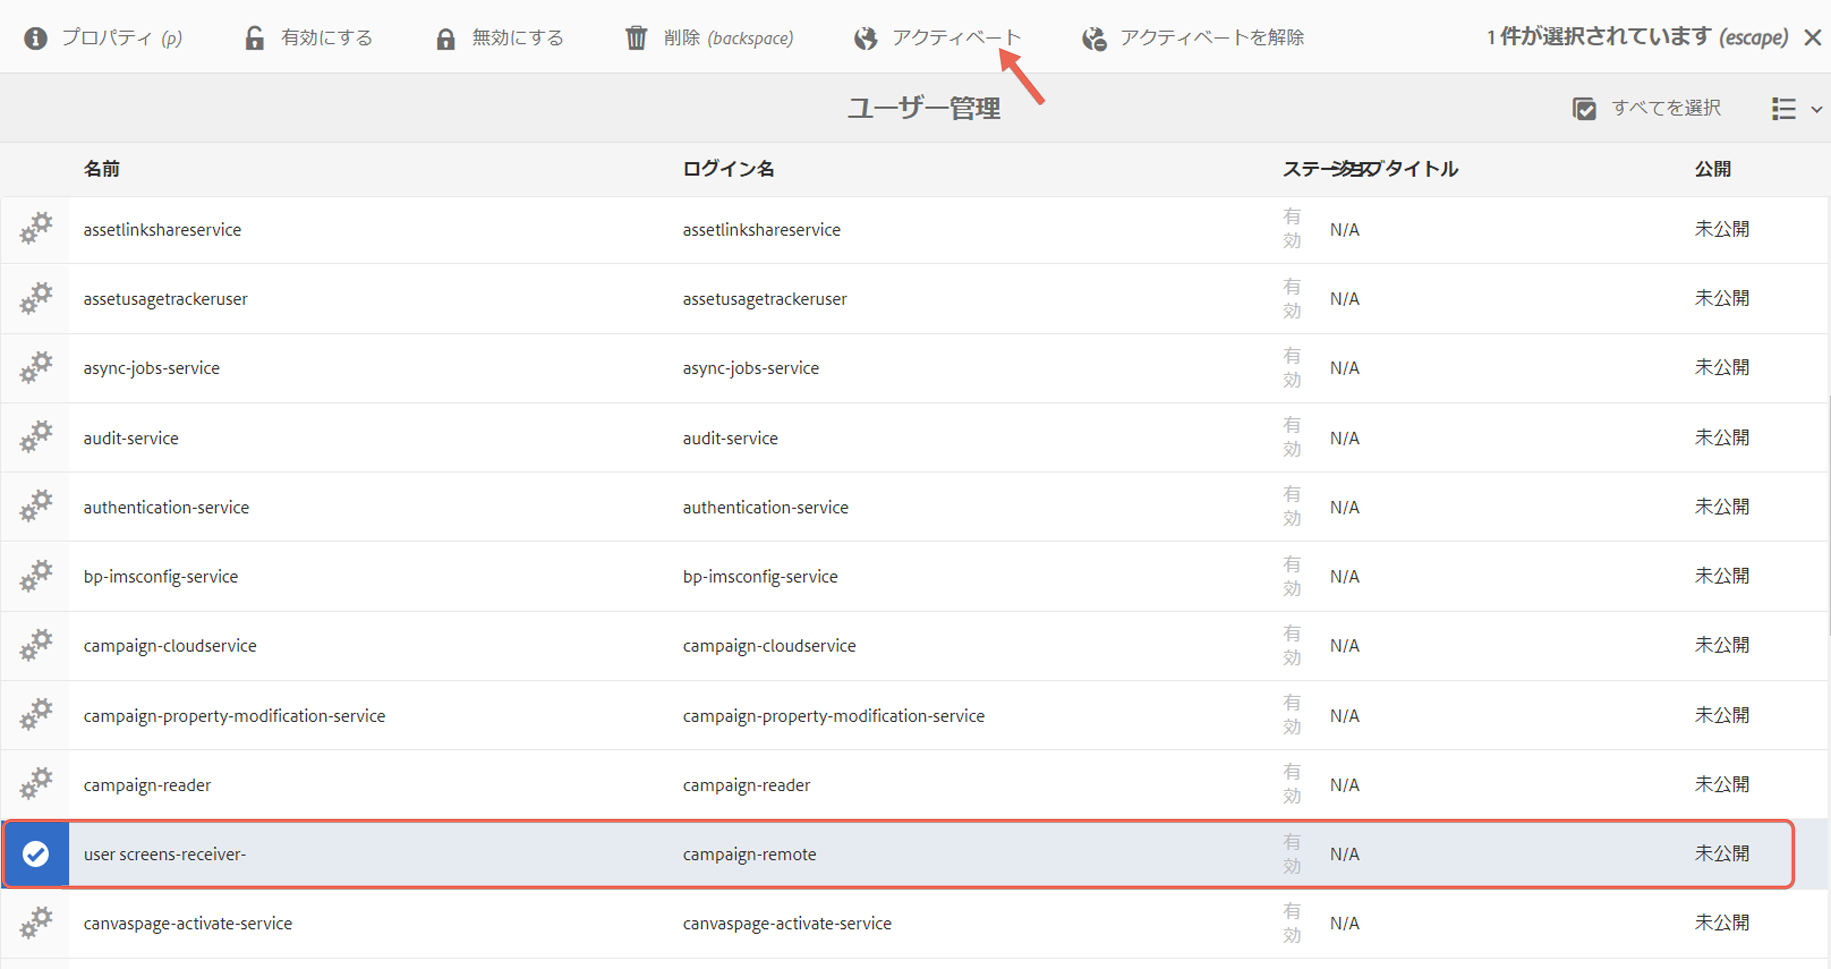 プロパティ (p) 有効にする 無効にする 削除 (backspace) アクティベート アクティベートを解除 1 件が選択されています (escape)
ユーザー管理 すべてを選択
名前 ログイン名 ステータス ジョブタイトル 公開
assetlinkshareservice assetlinkshareservice 有効 N/A 未公開
assetusagetrackeruser assetusagetrackeruser 有効 N/A 未公開
async-jobs-service async-jobs-service 有効 N/A 未公開
audit-service audit-service 有効 N/A 未公開
authentication-service authentication-service 有効 N/A 未公開
bp-imsconfig-service bp-imsconfig-service 有効 N/A 未公開
campaign-cloudservice campaign-cloudservice 有効 N/A 未公開
campaign-property-modification-service campaign-property-modification-service 有効 N/A 未公開
campaign-reader campaign-reader 有効 N/A 未公開
user screens-receiver- campaign-remote 有効 N/A 未公開
canvaspage-activate-service canvaspage-activate-service 有効 N/A 未公開